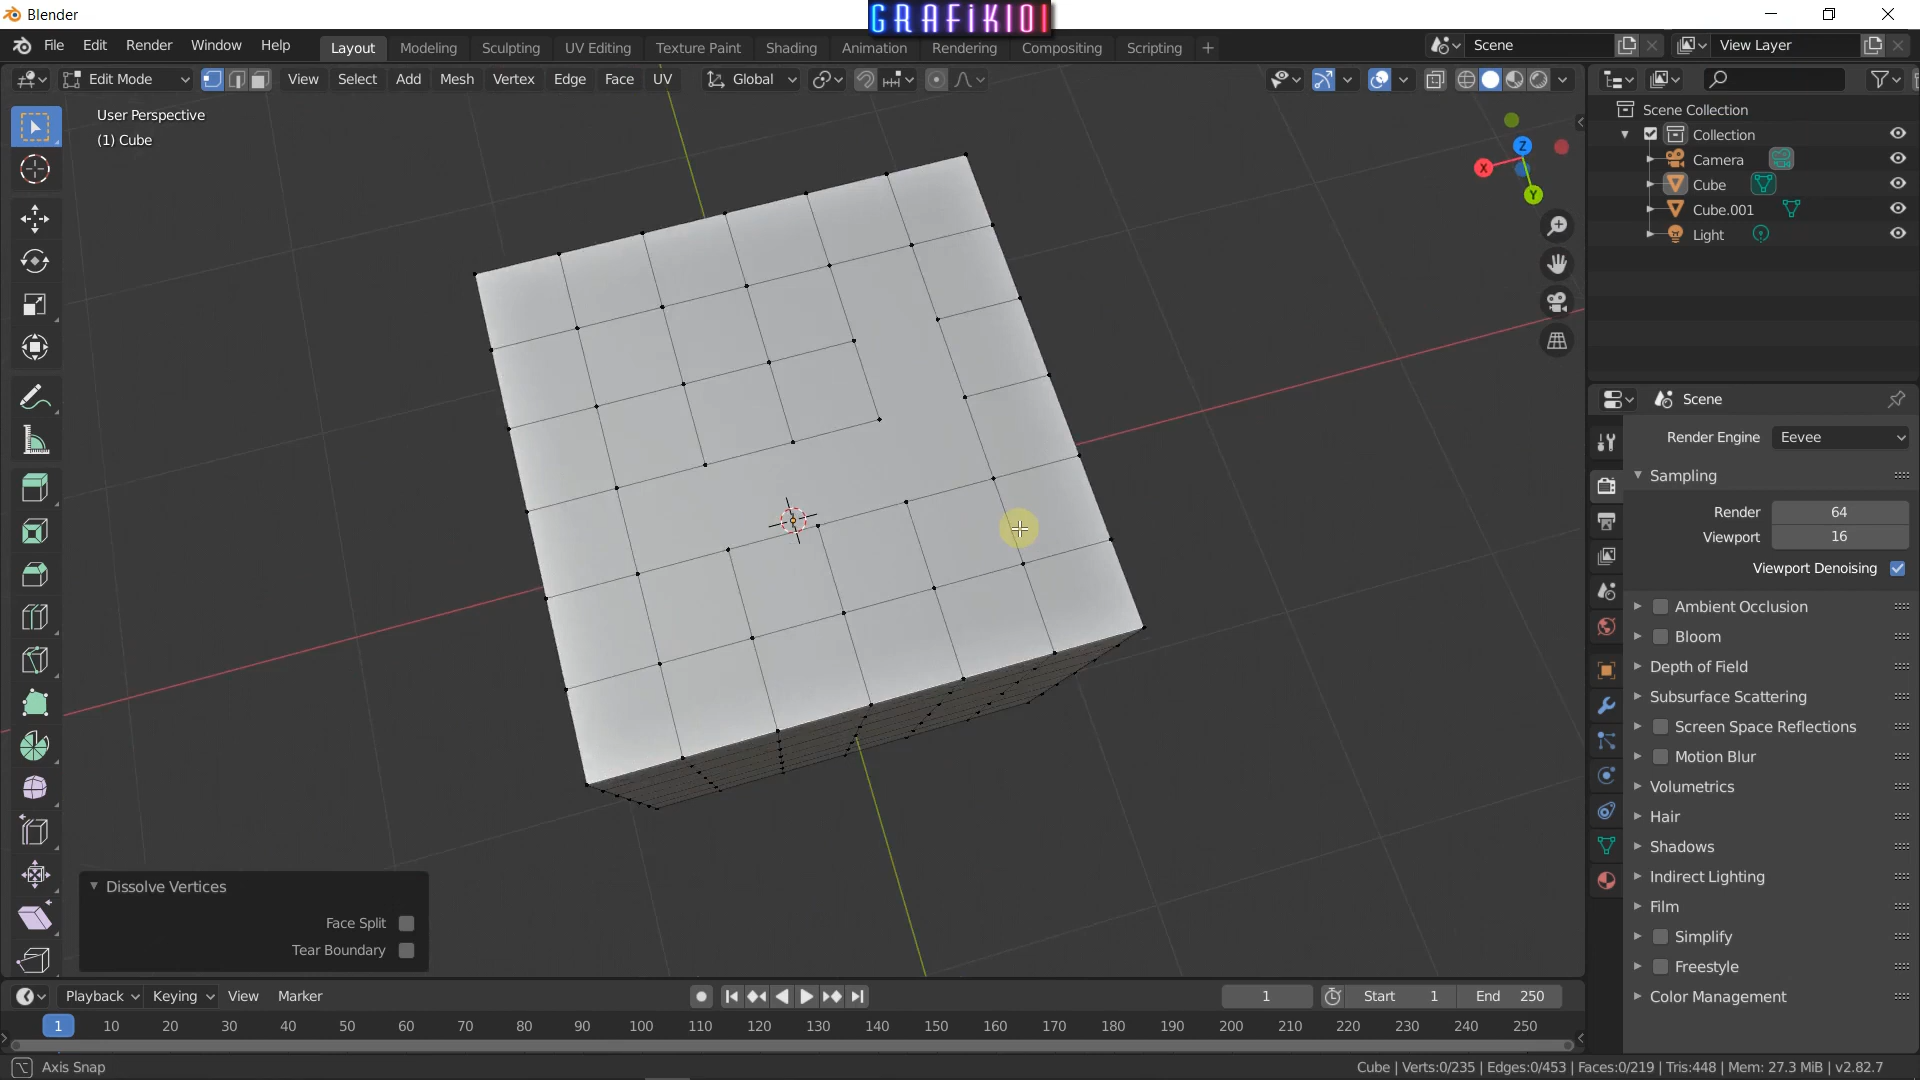 Blender
GRAFIK101
File Edit Render Window Help
Layout Modeling Sculpting UV Editing Texture Paint Shading Animation Rendering Compositing Scripting +
Scene
View Layer
Edit Mode
View Select Add Mesh Vertex Edge Face UV
Global
User Perspective
(1) Cube
Z
X
Y
Scene Collection
Collection
Camera
Cube
Cube.001
Light
Scene
Render Engine Eevee
Sampling
Render 64
Viewport 16
Viewport Denoising
Ambient Occlusion
Bloom
Depth of Field
Subsurface Scattering
Screen Space Reflections
Motion Blur
Volumetrics
Hair
Shadows
Indirect Lighting
Film
Simplify
Freestyle
Color Management
Dissolve Vertices
Face Split
Tear Boundary
Playback Keying View Marker
1
Start 1
End 250
1 10 20 30 40 50 60 70 80 90 100 110 120 130 140 150 160 170 180 190 200 210 220 230 240 250
Axis Snap
Cube | Verts:0/235 | Edges:0/453 | Faces:0/219 | Tris:448 | Mem: 27.3 MiB | v2.82.7